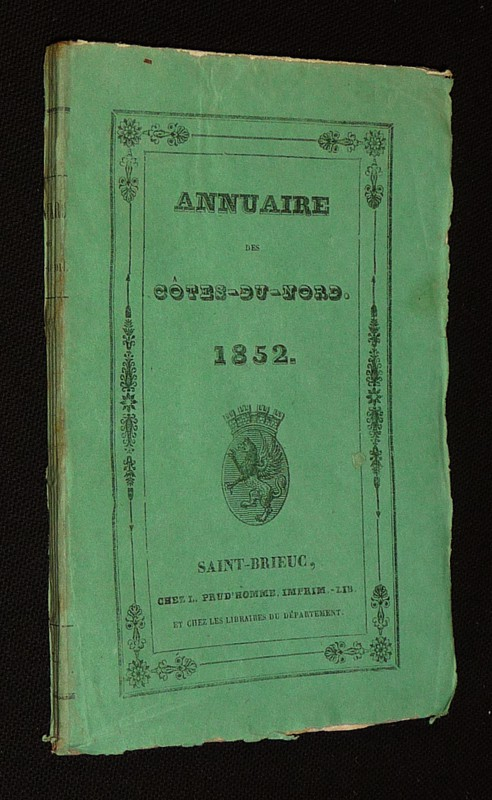 ANNUAIRE
DES
CÔTES-DU-NORD.
1852.
SAINT-BRIEUC,
CHEZ L. PRUD'HOMME, IMPRIM.-LIB.
ET CHEZ LES LIBRAIRES DU DÉPARTEMENT.